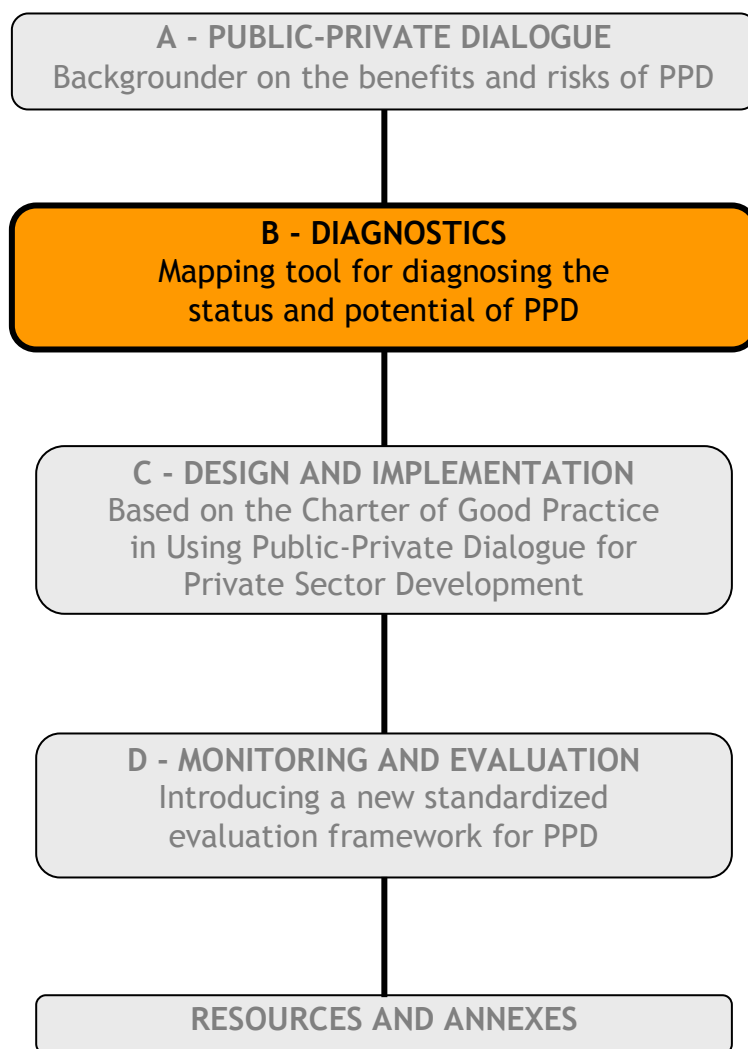 A - PUBLIC-PRIVATE DIALOGUE
Backgrounder on the benefits and risks of PPD
B - DIAGNOSTICS
Mapping tool for diagnosing the
status and potential of PPD
C - DESIGN AND IMPLEMENTATION
Based on the Charter of Good Practice
in Using Public-Private Dialogue for
Private Sector Development
D - MONITORING AND EVALUATION
Introducing a new standardized
evaluation framework for PPD
RESOURCES AND ANNEXES